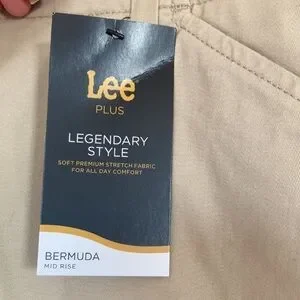 Lee
PLUS
LEGENDARY
STYLE
SOFT PREMIUM STRETCH FABRIC
FOR ALL DAY COMFORT
BERMUDA
MID RISE